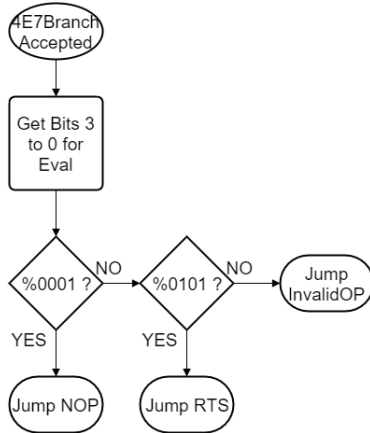 4E7Branch
Accepted
Get Bits 3
to 0 for
Eval
%0001 ?
NO
%0101 ?
NO
Jump
InvalidOP
YES
YES
Jump NOP
Jump RTS